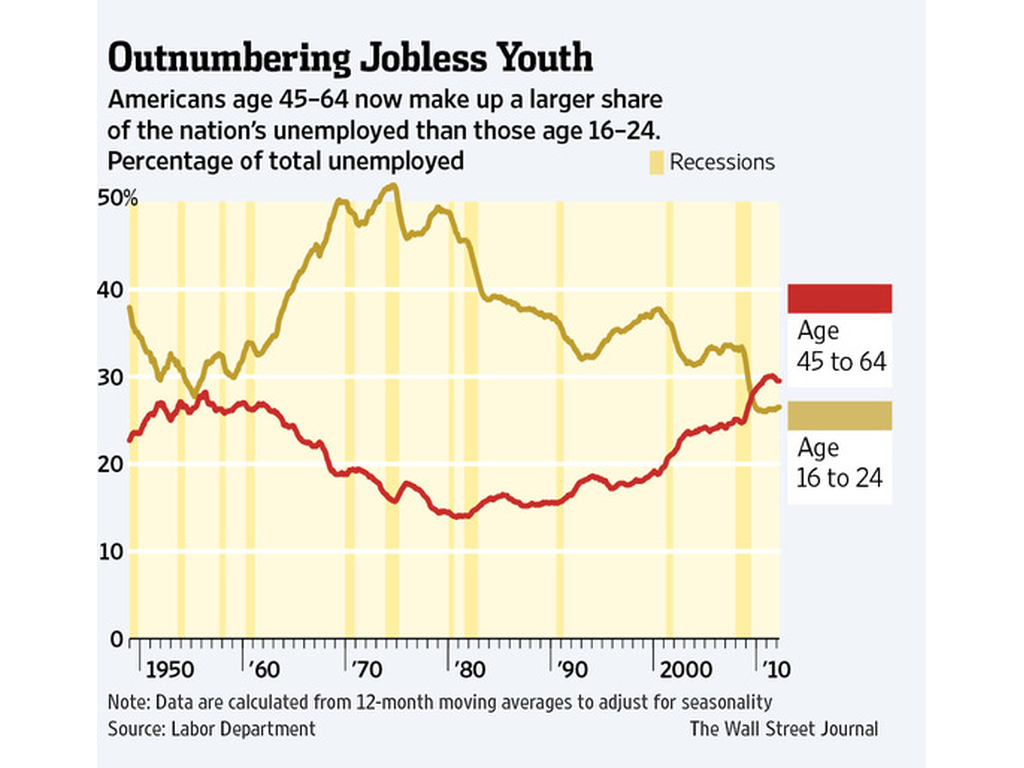 Outnumbering Jobless Youth
Americans age 45–64 now make up a larger share
of the nation's unemployed than those age 16–24.
Percentage of total unemployed
Recessions
50%
40
30
20
10
0
Age
45 to 64
Age
16 to 24
1950 '60 '70 '80 '90 2000 '10
Note: Data are calculated from 12-month moving averages to adjust for seasonality
Source: Labor Department
The Wall Street Journal